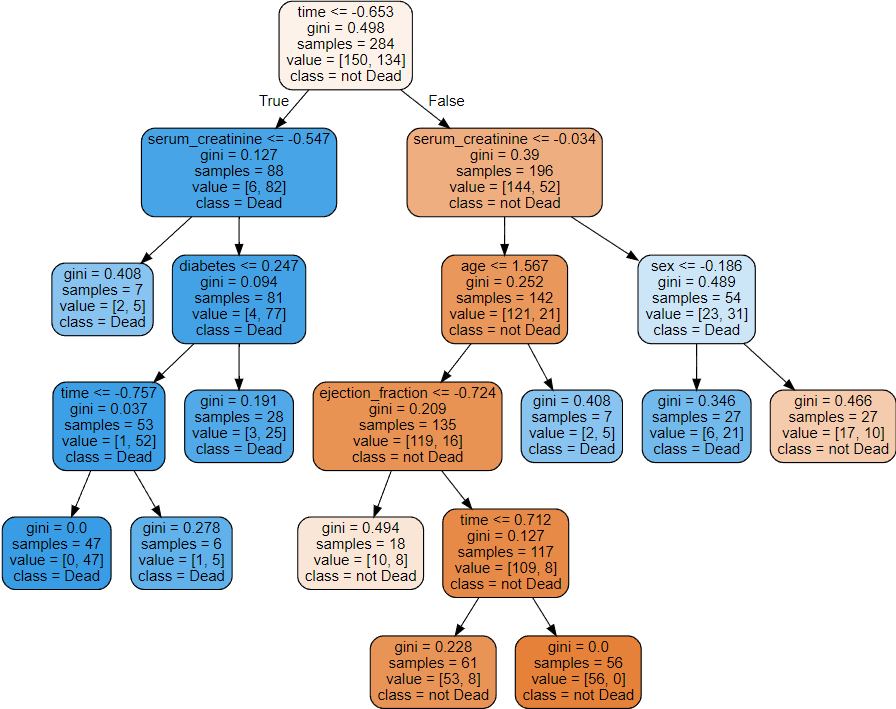 time <= -0.653
gini = 0.498
samples = 284
value = [150, 134]
class = not Dead
True
False
serum_creatinine <= -0.547
gini = 0.127
samples = 88
value = [6, 82]
class = Dead
serum_creatinine <= -0.034
gini = 0.39
samples = 196
value = [144, 52]
class = not Dead
gini = 0.408
samples = 7
value = [2, 5]
class = Dead
diabetes <= 0.247
gini = 0.094
samples = 81
value = [4, 77]
class = Dead
age <= 1.567
gini = 0.252
samples = 142
value = [121, 21]
class = not Dead
sex <= -0.186
gini = 0.489
samples = 54
value = [23, 31]
class = Dead
time <= -0.757
gini = 0.037
samples = 53
value = [1, 52]
class = Dead
gini = 0.191
samples = 28
value = [3, 25]
class = Dead
ejection_fraction <= -0.724
gini = 0.209
samples = 135
value = [119, 16]
class = not Dead
gini = 0.408
samples = 7
value = [2, 5]
class = Dead
gini = 0.346
samples = 27
value = [6, 21]
class = Dead
gini = 0.466
samples = 27
value = [17, 10]
class = not Dead
gini = 0.0
samples = 47
value = [0, 47]
class = Dead
gini = 0.278
samples = 6
value = [1, 5]
class = Dead
gini = 0.494
samples = 18
value = [10, 8]
class = not Dead
time <= 0.712
gini = 0.127
samples = 117
value = [109, 8]
class = not Dead
gini = 0.228
samples = 61
value = [53, 8]
class = not Dead
gini = 0.0
samples = 56
value = [56, 0]
class = not Dead